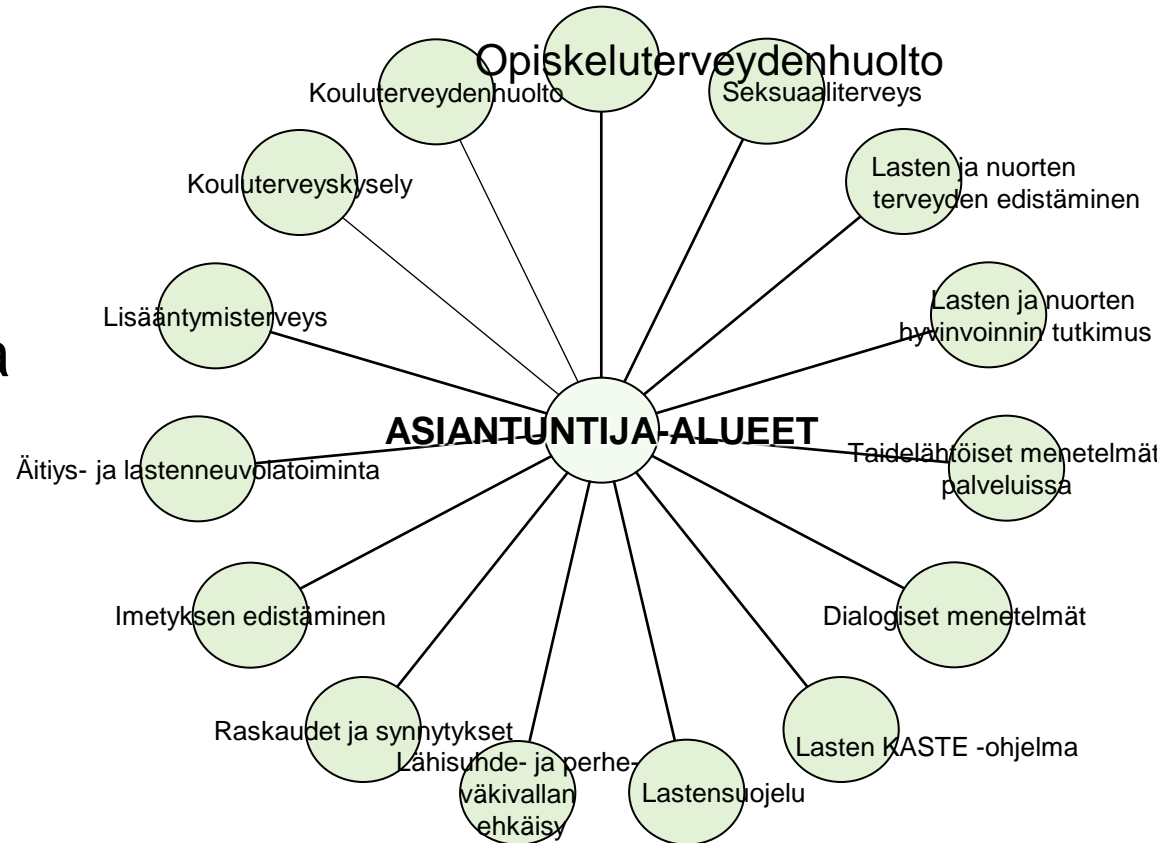 Opiskeluterveydenhuolto
Kouluterveydenhuolto
Seksuaaliterveys
Kouluterveyskysely
Lasten ja nuorten
terveyden edistäminen
Lisääntymisterveys
Lasten ja nuorten
hyvinvoinnin tutkimus
a
ASIANTUNTIJA-ALUEET
Äitiys- ja lastenneuvolatoiminta
Taidelähtöiset menetelmät
palveluissa
Imetyksen edistäminen
Dialogiset menetelmät
Raskaudet ja synnytykset
Lasten KASTE -ohjelma
Lähisuhde- ja perhe-
väkivallan
ehkäisy
Lastensuojelu